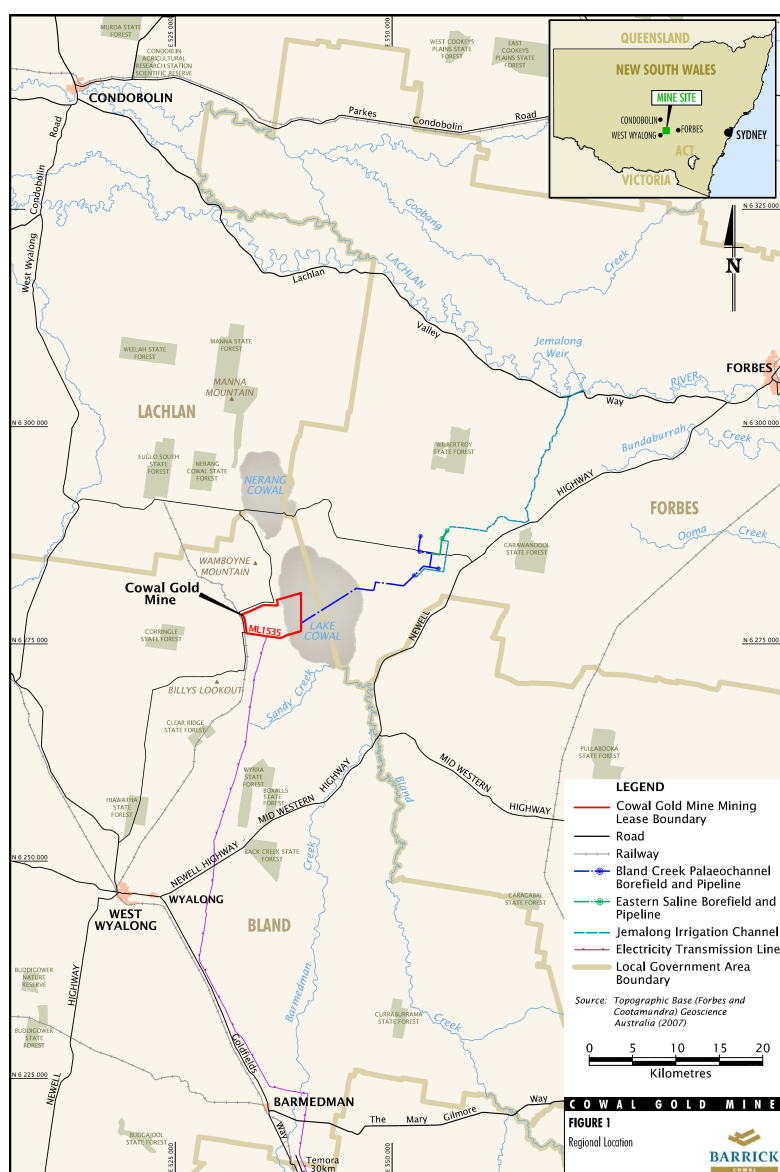 MURDA STATE
FOREST
E 525 000
E 550 000
WEST COOKEYS
PLAINS STATE
FOREST
EAST
COOKEYS
PLAINS STATE
FOREST
CONDOBOLIN
AGRICULTURAL
RESEARCH STATION
SCIENTIFIC RESERVE
CONDOBOLIN
Parkes
Condobolin
Road
QUEENSLAND
NEW SOUTH WALES
MINE SITE
CONDOBOLIN
WEST WYALONG
FORBES
SYDNEY
ACT
VICTORIA
Road
Condobolin
West Wyalong
N 6 325 000
Goobang
Creek
N
LACHLAN
Lachlan
Valley
Jemalong
Weir
RIVER
Way
FORBES
WEELAH STATE
FOREST
MANNA STATE
FOREST
MANNA
MOUNTAIN
LACHLAN
N 6 300 000
N 6 300 000
EUGLO SOUTH
STATE
FOREST
NERANG
COWAL STATE
FOREST
WILBERTROY
STATE FOREST
Bundaburrah
Creek
NERANG
COWAL
HIGHWAY
FORBES
Ooma
Creek
CARAWANDOOL
STATE FOREST
WAMBOYNE
MOUNTAIN
Cowal Gold
Mine
ML1535
LAKE
COWAL
NEWELL
CORRINGLE
STATE FOREST
N 6 275 000
N 6 275 000
BILLYS LOOKOUT
Sandy Creek
CLEAR RIDGE
STATE FOREST
PULLABOOKA
STATE FOREST
MID WESTERN
HIGHWAY
WYRRA
STATE
FOREST
BOXALLS
STATE
FOREST
MID WESTERN
HIGHWAY
Bland
HIAWATHA
STATE
FOREST
BACK CREEK STATE
FOREST
NEWELL HIGHWAY
Creek
N 6 250 000
WYALONG
WEST
WYALONG
BLAND
CARAGABAL
STATE FOREST
BUDDIGOWER
NATURE
RESERVE
BUDDIGOWER
STATE
FOREST
HIGHWAY
NEWELL
Barmedman
CURRABURRAMA
STATE FOREST
Creek
Goldfields
Way
N 6 225 000
BARMEDMAN
The Mary Gilmore Way
BUGGAJOOL
STATE FOREST
Temora
30km
E 525 000
E 550 000
LEGEND
Cowal Gold Mine Mining
Lease Boundary
Road
Railway
Bland Creek Palaeochannel
Borefield and Pipeline
Eastern Saline Borefield and
Pipeline
Jemalong Irrigation Channel
Electricity Transmission Line
Local Government Area
Boundary
Source: Topographic Base (Forbes and
Cootamundra) Geoscience
Australia (2007)
0 5 10 15 20
Kilometres
COWAL GOLD MINE
FIGURE 1
Regional Location
BARRICK
COWAL